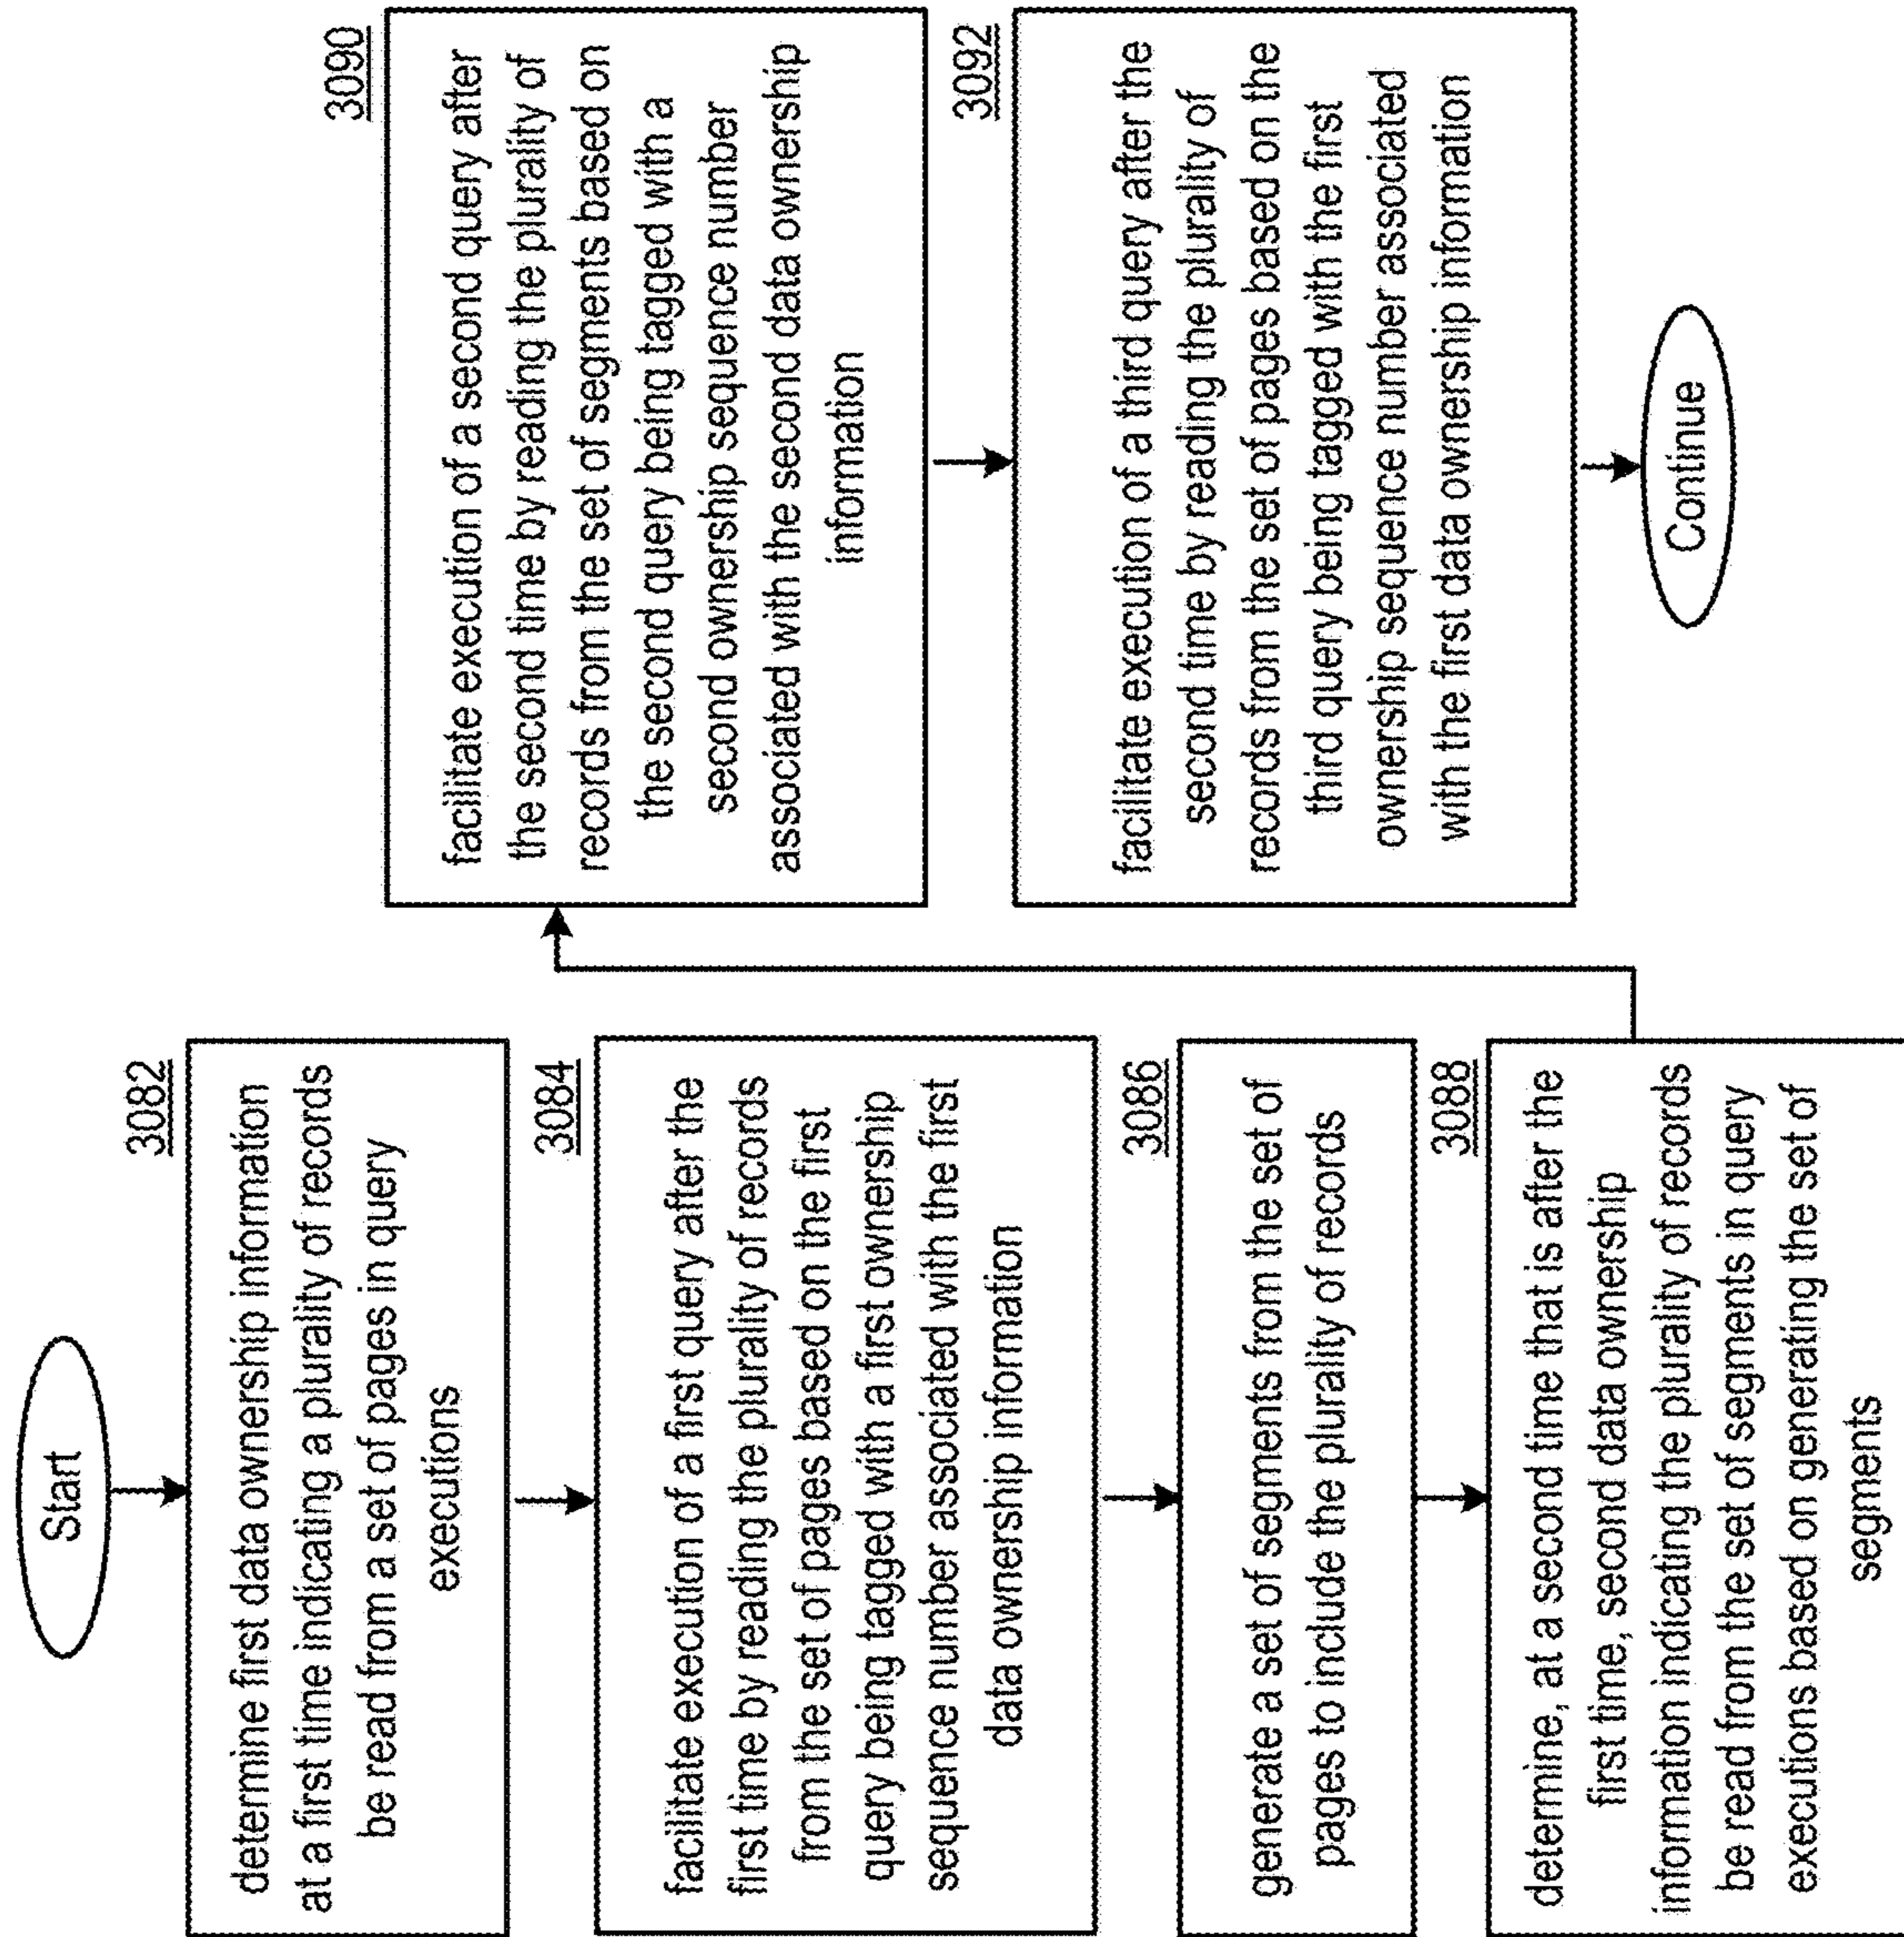 Start
3082
determine first data ownership information
at a first time indicating a plurality of records
be read from a set of pages in query
executions
3084
facilitate execution of a first query after the
first time by reading the plurality of records
from the set of pages based on the first
query being tagged with a first ownership
sequence number associated with the first
data ownership information
3086
generate a set of segments from the set of
pages to include the plurality of records
3088
determine, at a second time that is after the
first time, second data ownership
information indicating the plurality of records
be read from the set of segments in query
executions based on generating the set of
segments
3090
facilitate execution of a second query after
the second time by reading the plurality of
records from the set of segments based on
the second query being tagged with a
second ownership sequence number
associated with the second data ownership
information
3092
facilitate execution of a third query after the
second time by reading the plurality of
records from the set of pages based on the
third query being tagged with the first
ownership sequence number associated
with the first data ownership information
Continue